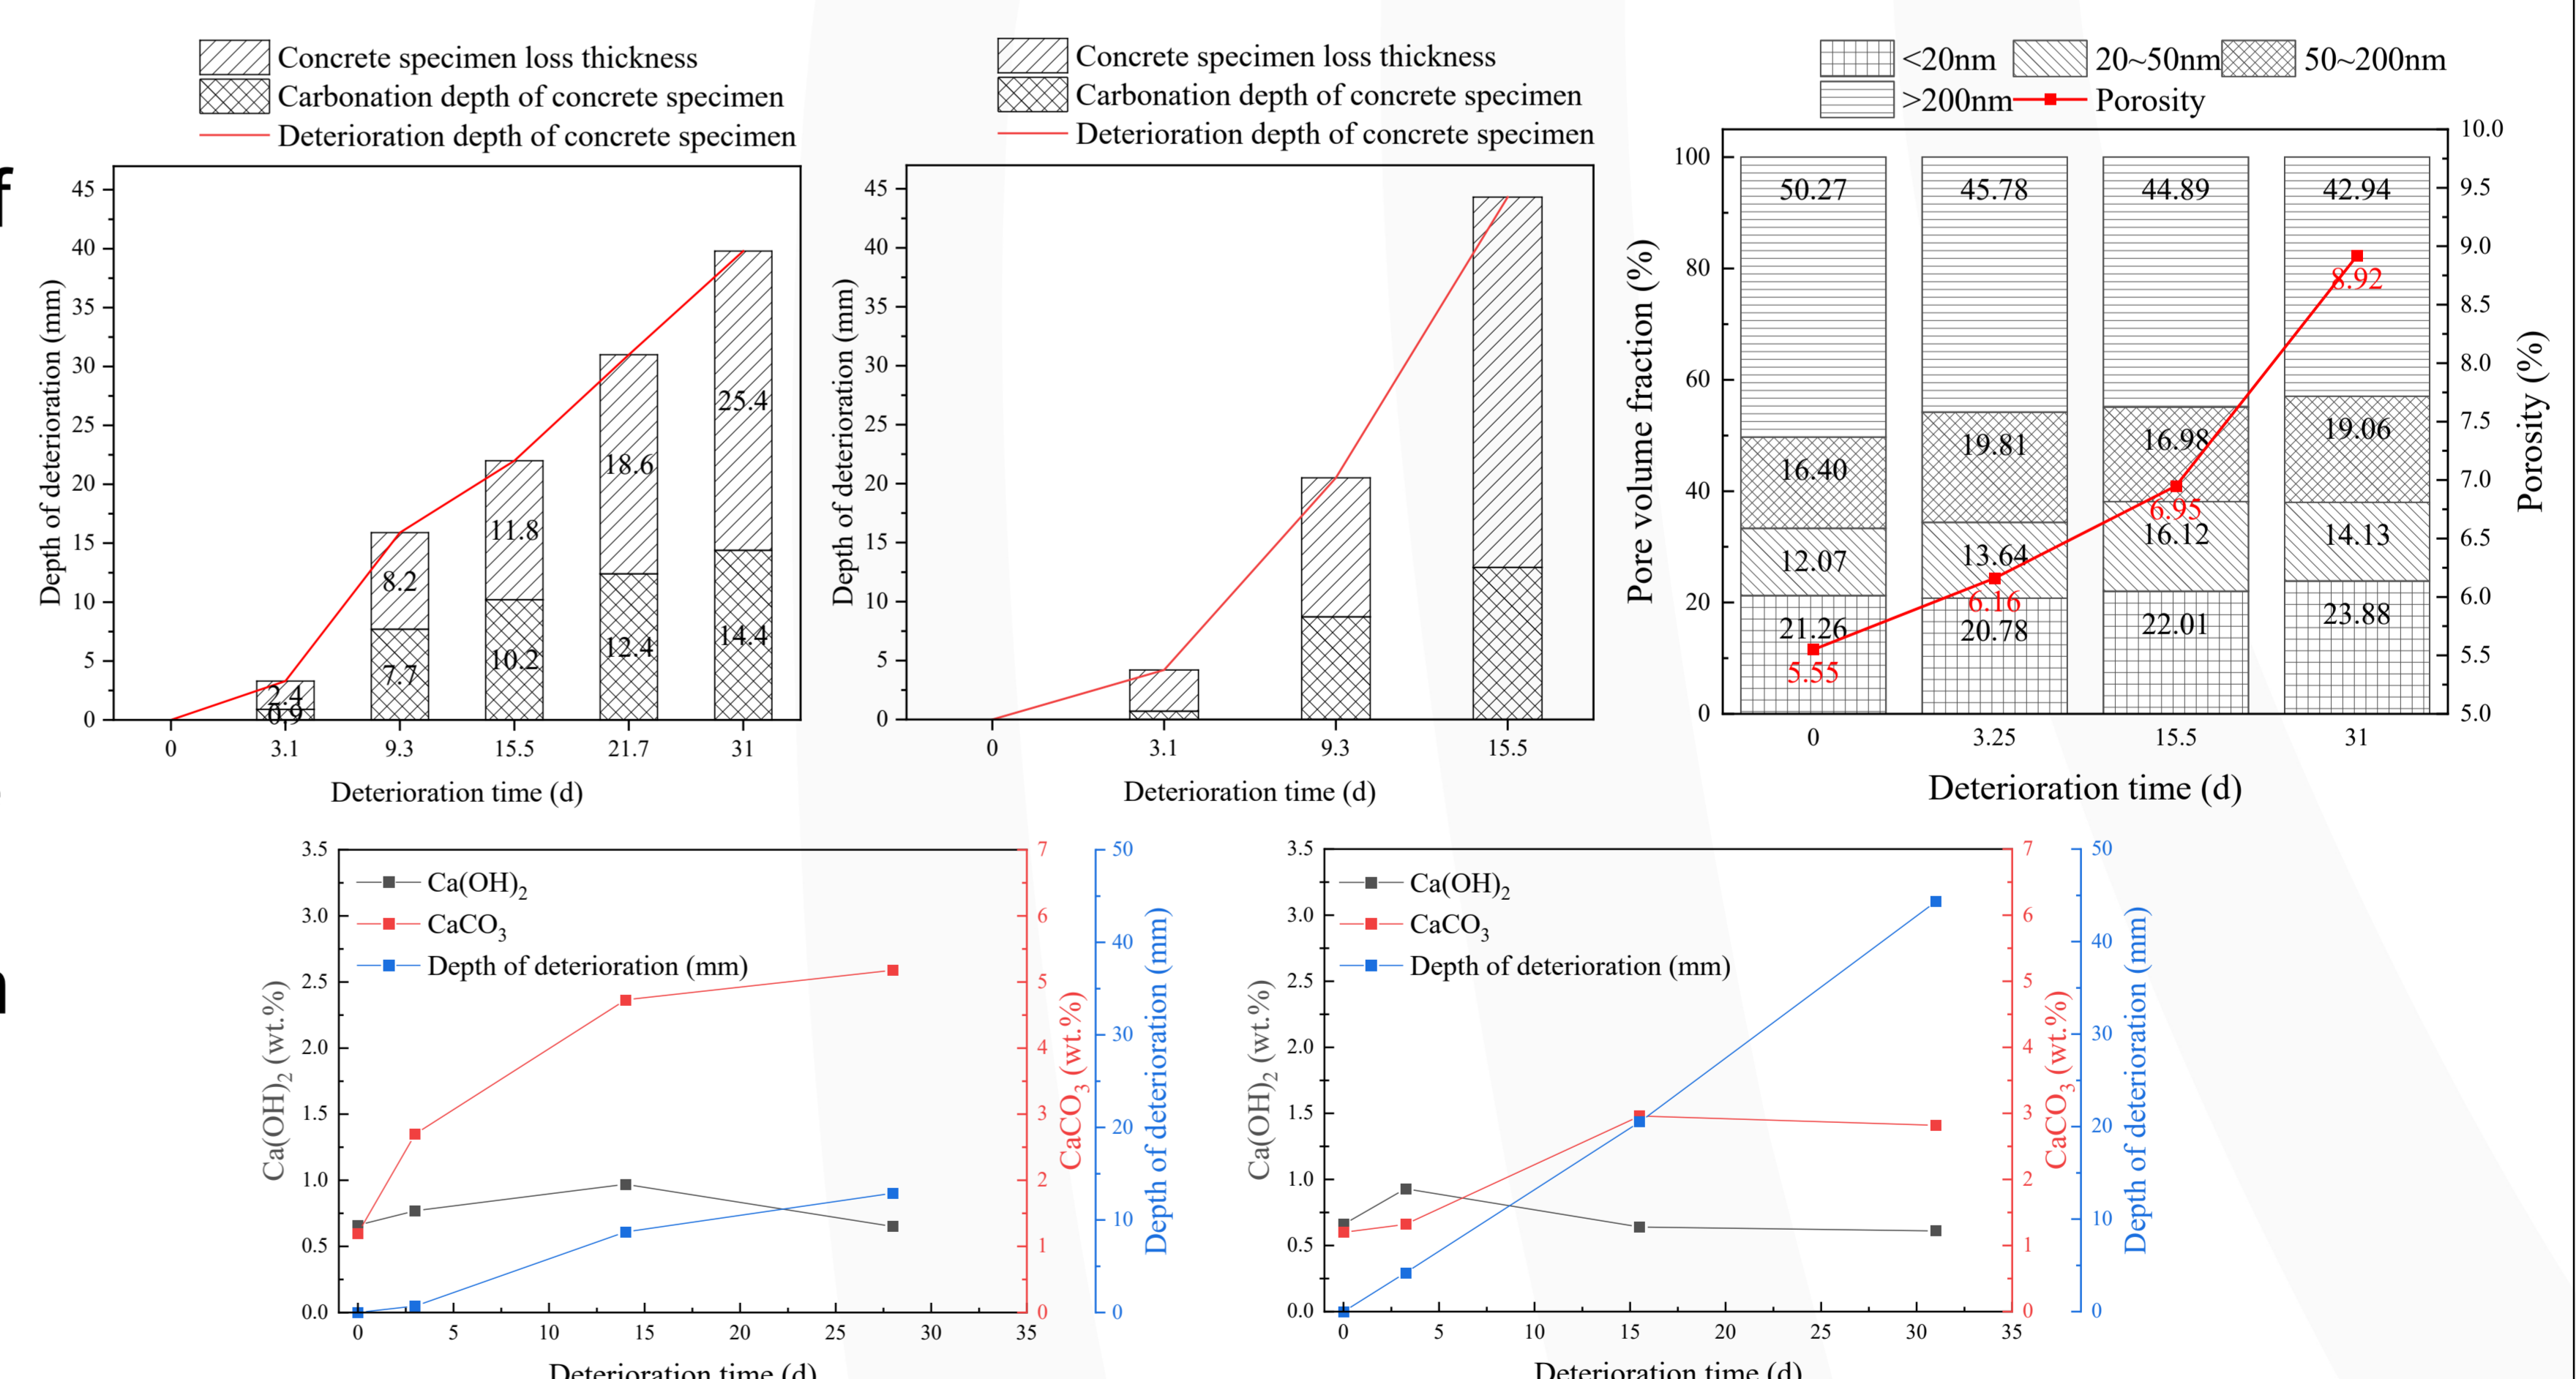 f
n
Concrete specimen loss thickness
Carbonation depth of concrete specimen
Deterioration depth of concrete specimen
Depth of deterioration (mm)
45
40
35
30
25
20
15
10
5
0
2.4
0.9
8.2
7.7
11.8
10.2
18.6
12.4
25.4
14.4
0 3.1 9.3 15.5 21.7 31
Deterioration time (d)
Concrete specimen loss thickness
Carbonation depth of concrete specimen
Deterioration depth of concrete specimen
Depth of deterioration (mm)
45
40
35
30
25
20
15
10
5
0
0 3.1 9.3 15.5
Deterioration time (d)
<20nm 20~50nm 50~200nm
>200nm Porosity
Pore volume fraction (%)
100
80
60
40
20
0
50.27 45.78 44.89 42.94
16.40 19.81 16.98 19.06
12.07 13.64 16.12 14.13
21.26 20.78 22.01 23.88
5.55 6.16 6.95 8.92
10.0
9.5
9.0
8.5
8.0
7.5
7.0
6.5
6.0
5.5
5.0
Porosity (%)
0 3.25 15.5 31
Deterioration time (d)
Ca(OH)2
CaCO3
Depth of deterioration (mm)
Ca(OH)2 (wt.%)
3.5
3.0
2.5
2.0
1.5
1.0
0.5
0.0
7
6
5
4
3
2
1
0
CaCO3 (wt.%)
50
40
30
20
10
0
Depth of deterioration (mm)
0 5 10 15 20 25 30 35
Deterioration time (d)
Ca(OH)2
CaCO3
Depth of deterioration (mm)
Ca(OH)2 (wt.%)
3.5
3.0
2.5
2.0
1.5
1.0
0.5
0.0
7
6
5
4
3
2
1
0
CaCO3 (wt.%)
50
40
30
20
10
0
Depth of deterioration (mm)
0 5 10 15 20 25 30 35
Deterioration time (d)